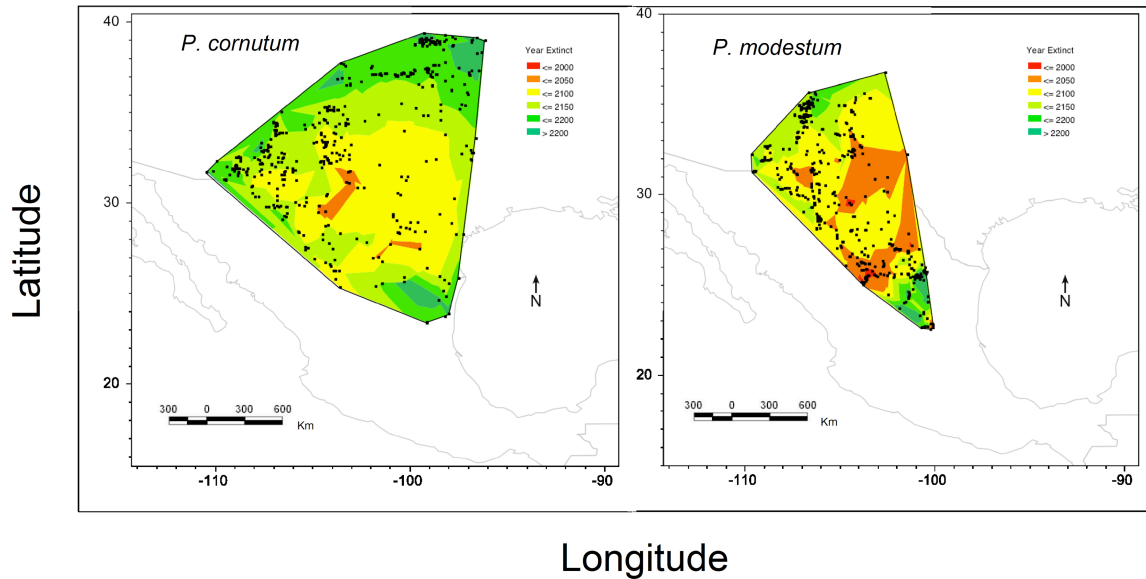 P. cornutum
Year Extinct
<= 2000
<= 2050
<= 2100
<= 2150
<= 2200
> 2200
40
30
20
N
300 0 300 600
Km
-110 -100 -90
P. modestum
Year Extinct
<= 2000
<= 2050
<= 2100
<= 2150
<= 2200
> 2200
40
30
20
N
300 0 300 600
Km
-110 -100 -90
Latitude
Longitude